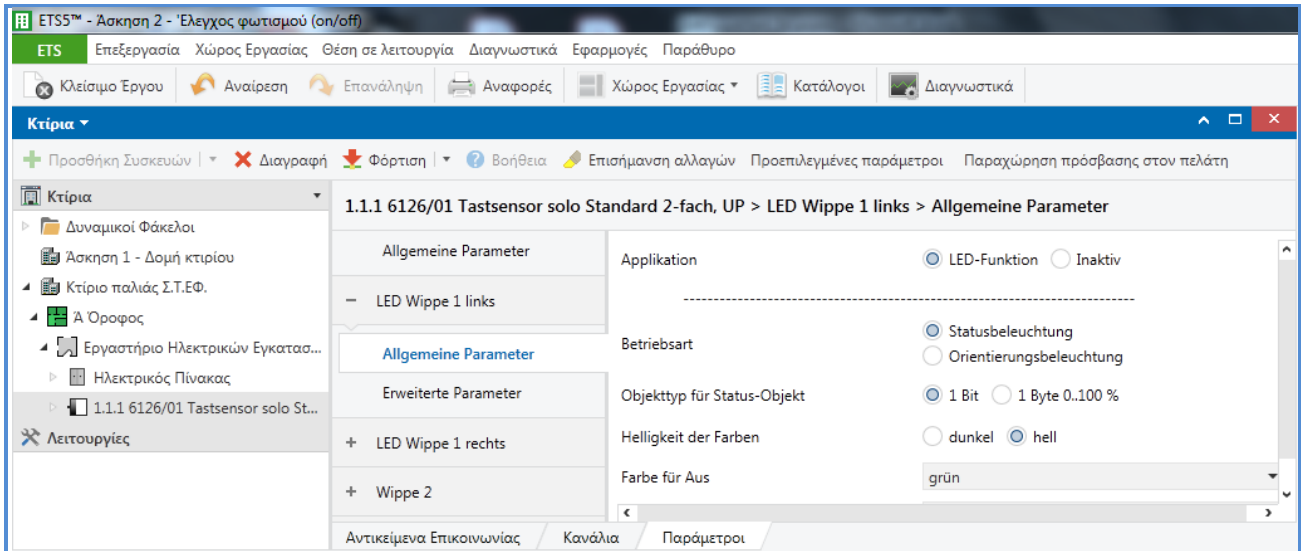 ETS5™ - Άσκηση 2 - 'Ελεγχος φωτισμού (on/off)
ETS Επεξεργασία Χώρος Εργασίας Θέση σε λειτουργία Διαγνωστικά Εφαρμογές Παράθυρο
Κλείσιμο Έργου Αναίρεση Επανάληψη Αναφορές Χώρος Εργασίας Κατάλογοι Διαγνωστικά
Κτίρια
Προσθήκη Συσκευών Διαγραφή Φόρτιση Βοήθεια Επισήμανση αλλαγών Προεπιλεγμένες παράμετροι Παραχώρηση πρόσβασης στον πελάτη
Κτίρια
Δυναμικοί Φάκελοι
Άσκηση 1 - Δομή κτιρίου
Κτίριο παλιάς Σ.Τ.ΕΦ.
Ά Όροφος
Εργαστήριο Ηλεκτρικών Εγκατασ...
Ηλεκτρικός Πίνακας
1.1.1 6126/01 Tastsensor solo St...
Λειτουργίες
1.1.1 6126/01 Tastsensor solo Standard 2-fach, UP > LED Wippe 1 links > Allgemeine Parameter
Allgemeine Parameter
LED Wippe 1 links
Allgemeine Parameter
Erweiterte Parameter
LED Wippe 1 rechts
Wippe 2
Applikation LED-Funktion Inaktiv
Betriebsart Statusbeleuchtung
Orientierungsbeleuchtung
Objekttyp für Status-Objekt 1 Bit 1 Byte 0..100 %
Helligkeit der Farben dunkel hell
Farbe für Aus grün
Αντικείμενα Επικοινωνίας Κανάλια Παράμετροι